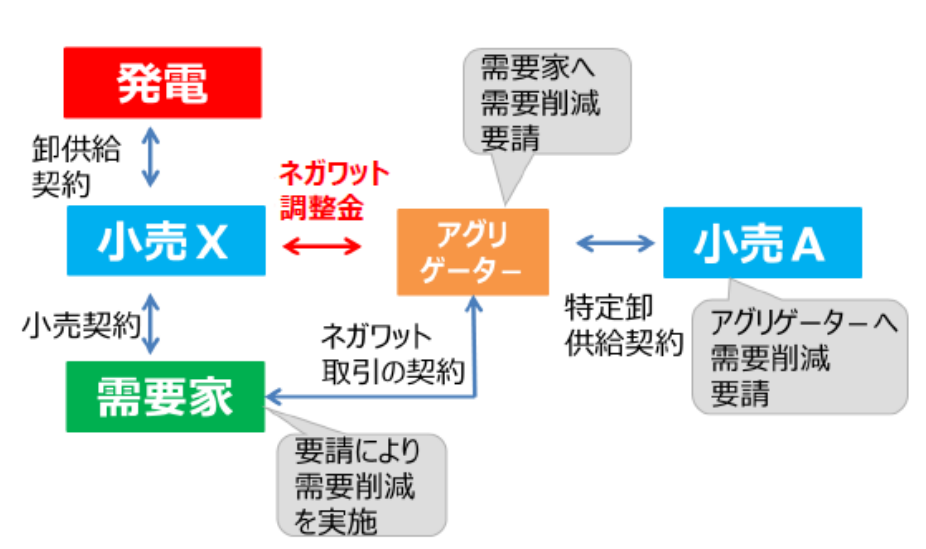 発電
卸供給
契約
小売X
小売契約
需要家
ネガワット
調整金
アグリ
ゲーター
需要家へ
需要削減
要請
小売A
特定卸
供給契約
アグリゲーターへ
需要削減
要請
ネガワット
取引の契約
要請により
需要削減
を実施